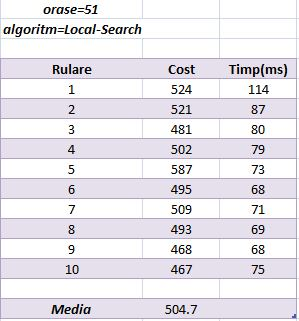 orase=51
algoritm=Local-Search
Rulare Cost Timp(ms)
1 524 114
2 521 87
3 481 80
4 502 79
5 587 73
6 495 68
7 509 71
8 493 69
9 468 68
10 467 75
Media 504.7